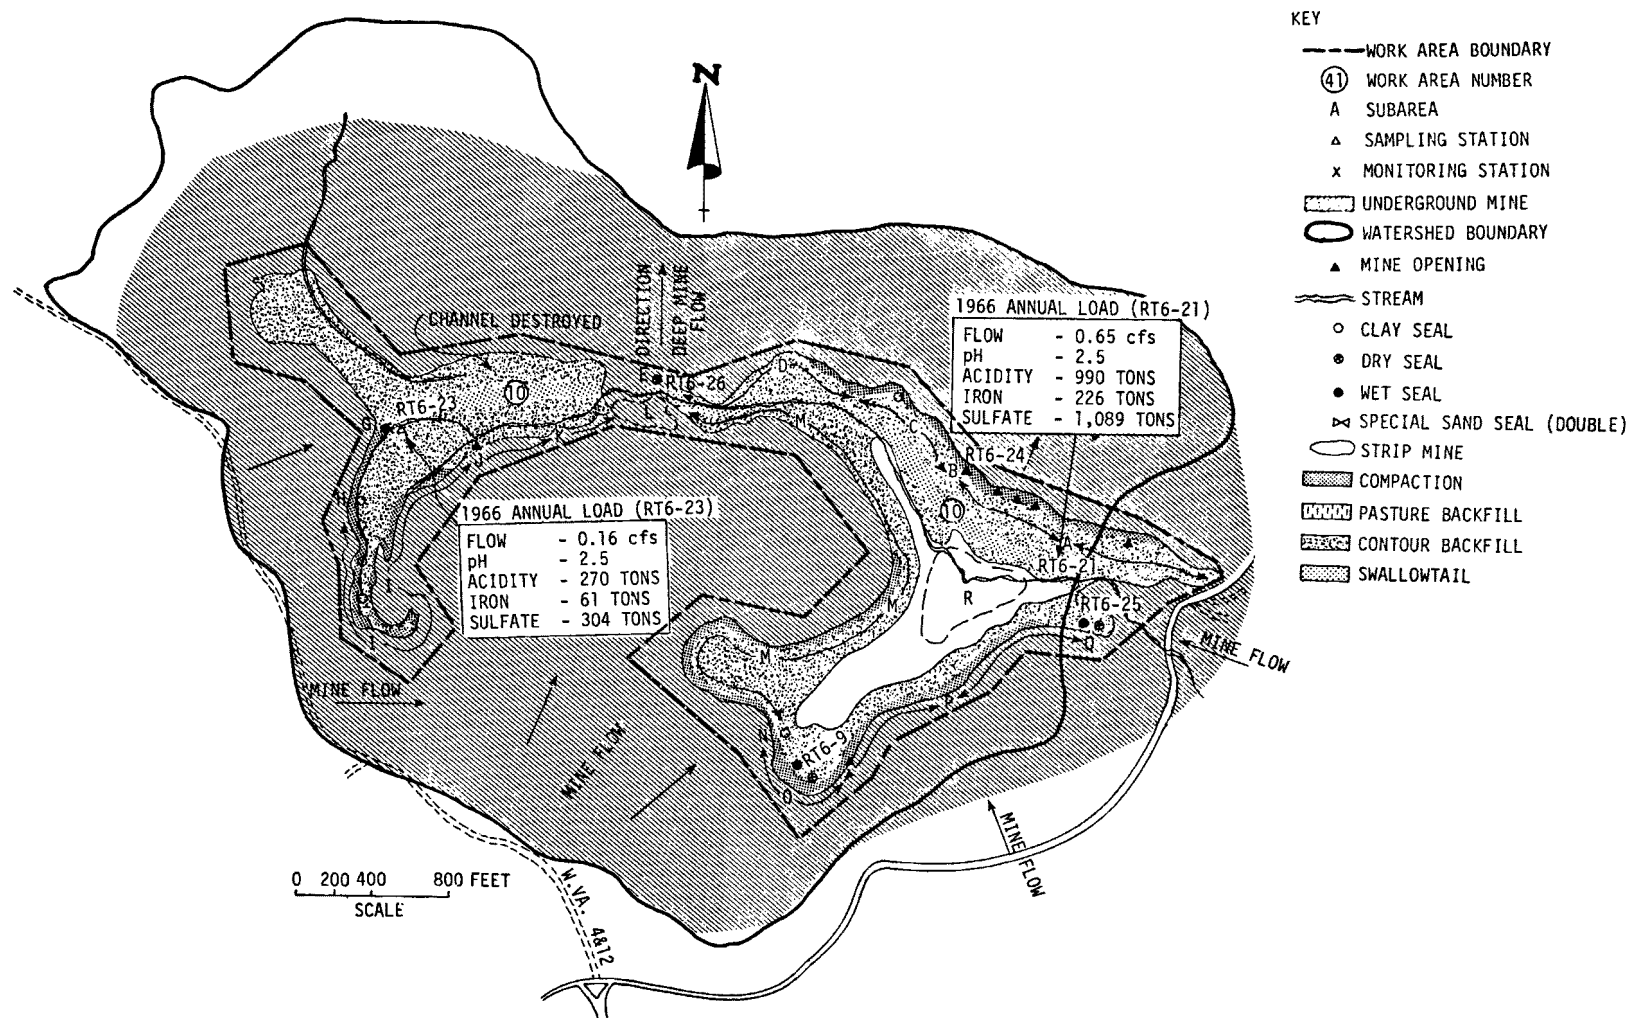 KEY
WORK AREA BOUNDARY
41 WORK AREA NUMBER
A SUBAREA
SAMPLING STATION
x MONITORING STATION
UNDERGROUND MINE
WATERSHED BOUNDARY
MINE OPENING
STREAM
CLAY SEAL
DRY SEAL
WET SEAL
SPECIAL SAND SEAL (DOUBLE)
STRIP MINE
COMPACTION
PASTURE BACKFILL
CONTOUR BACKFILL
SWALLOWTAIL
N
DIRECTION
DEEP MINE
FLOW
CHANNEL DESTROYED
1966 ANNUAL LOAD (RT6-21)
FLOW - 0.65 cfs
pH - 2.5
ACIDITY - 990 TONS
IRON - 226 TONS
SULFATE - 1,089 TONS
S
10
RT6-23
G
RT6-26
D
M
C
B
RT6-24
10
A
RT6-21
K
J
H
I
1966 ANNUAL LOAD (RT6-23)
FLOW - 0.16 cfs
pH - 2.5
ACIDITY - 270 TONS
IRON - 61 TONS
SULFATE - 304 TONS
R
RT6-25
Q
M
M
P
N
RT6-9
O
MINE FLOW
MINE FLOW
MINE FLOW
MINE FLOW
0 200 400 800 FEET
SCALE
W.VA. 4&12